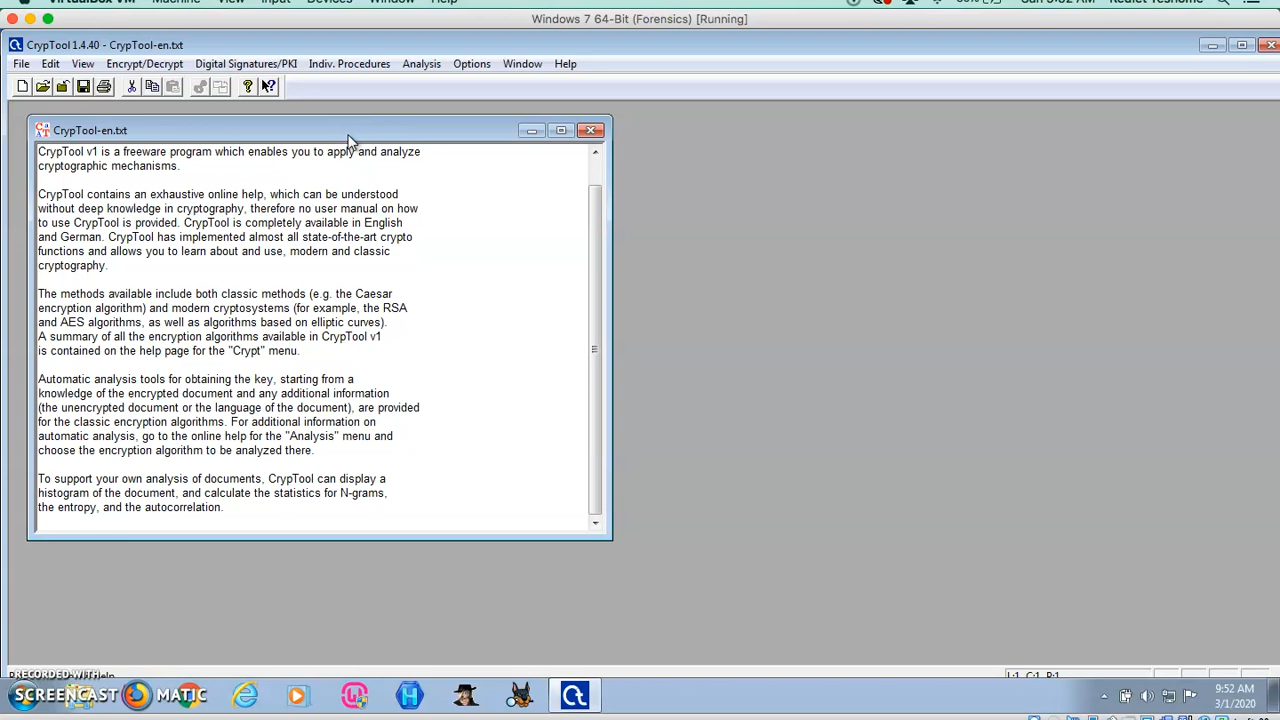 VirtualBox VM Machine View Input Devices Window Help
Windows 7 64-Bit (Forensics) [Running]
CrypTool 1.4.40 - CrypTool-en.txt
File Edit View Encrypt/Decrypt Digital Signatures/PKI Indiv. Procedures Analysis Options Window Help
CrypTool-en.txt
CrypTool v1 is a freeware program which enables you to apply and analyze
cryptographic mechanisms.
CrypTool contains an exhaustive online help, which can be understood
without deep knowledge in cryptography, therefore no user manual on how
to use CrypTool is provided. CrypTool is completely available in English
and German. CrypTool has implemented almost all state-of-the-art crypto
functions and allows you to learn about and use, modern and classic
cryptography.
The methods available include both classic methods (e.g. the Caesar
encryption algorithm) and modern cryptosystems (for example, the RSA
and AES algorithms, as well as algorithms based on elliptic curves).
A summary of all the encryption algorithms available in CrypTool v1
is contained on the help page for the "Crypt" menu.
Automatic analysis tools for obtaining the key, starting from a
knowledge of the encrypted document and any additional information
(the unencrypted document or the language of the document), are provided
for the classic encryption algorithms. For additional information on
automatic analysis, go to the online help for the "Analysis" menu and
choose the encryption algorithm to be analyzed there.
To support your own analysis of documents, CrypTool can display a
histogram of the document, and calculate the statistics for N-grams,
the entropy, and the autocorrelation.
RECORDED WITH
SCREENCAST MATIC
9:52 AM
3/1/2020